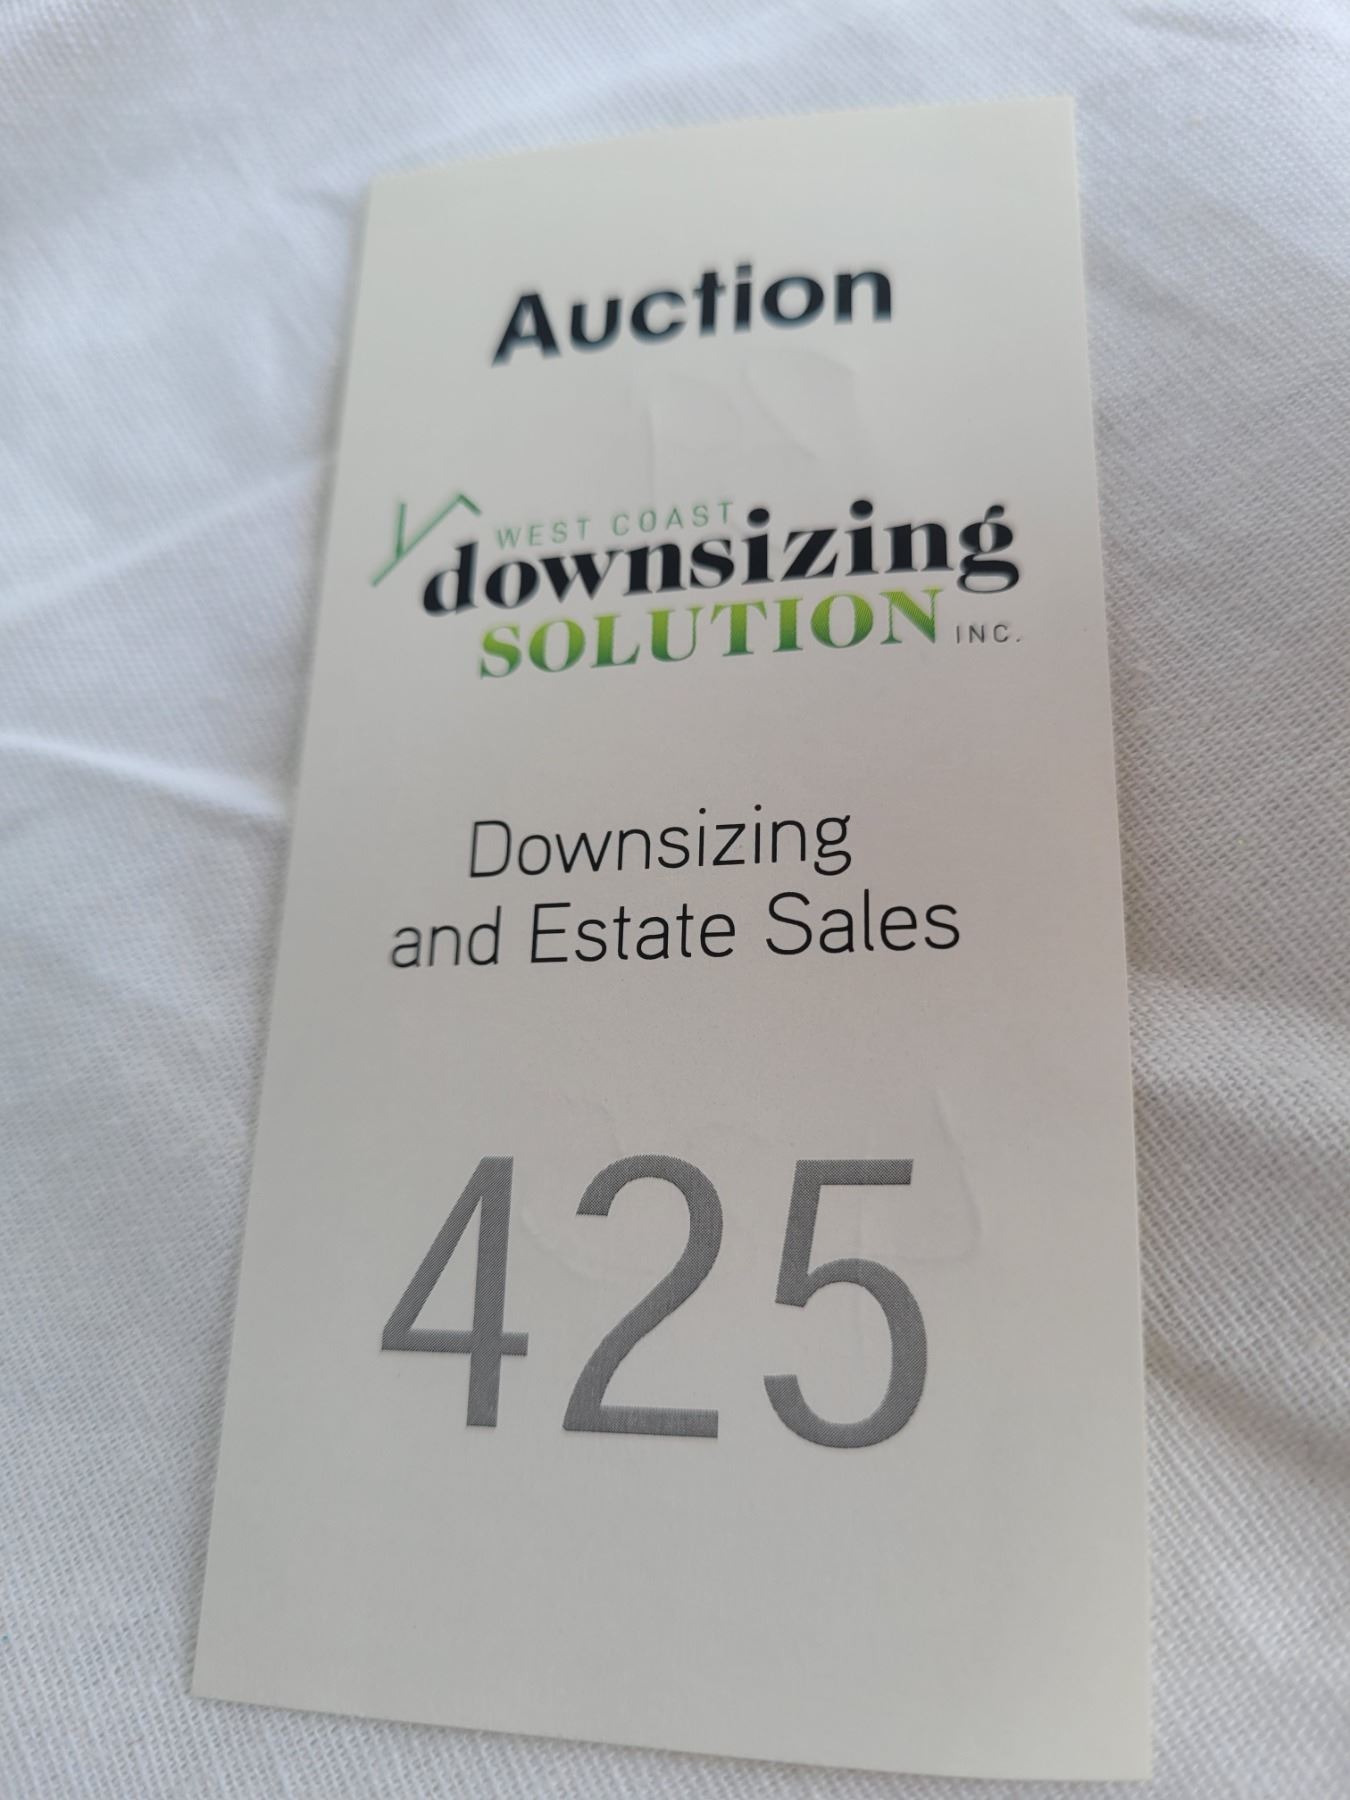 Auction
WEST COAST
downsizing
SOLUTION INC.
Downsizing
and Estate Sales
425